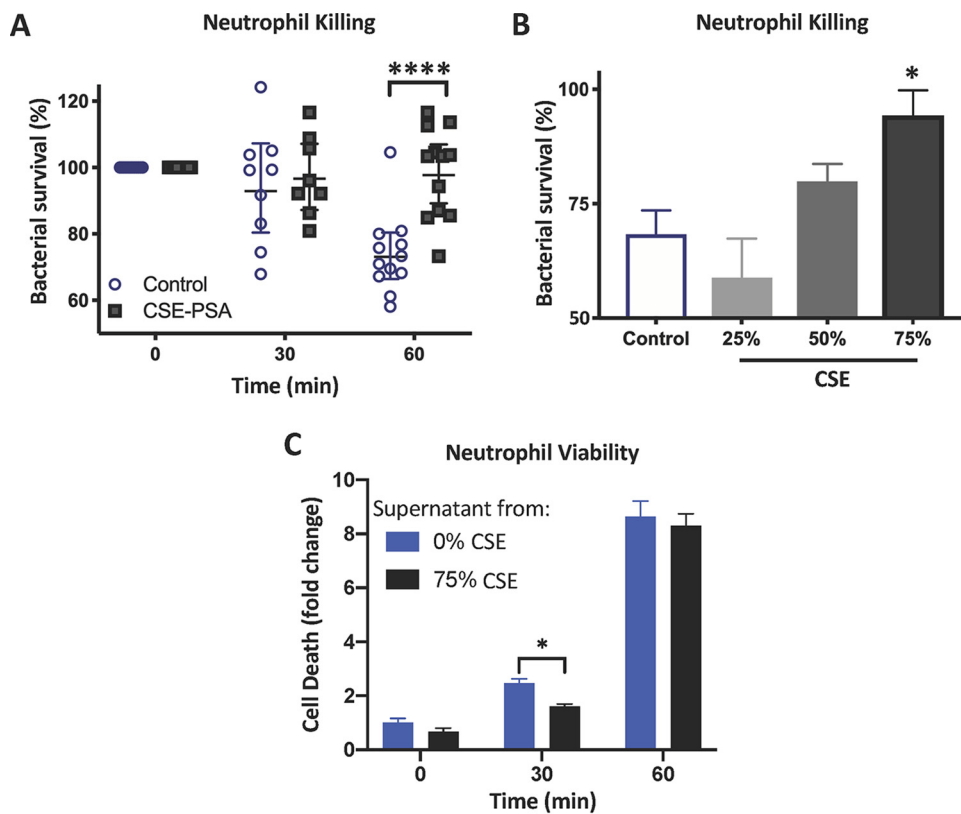 A
Neutrophil Killing
****
Bacterial survival (%)
120
100
80
60
Control
CSE-PSA
0
30
60
Time (min)
B
Neutrophil Killing
*
Bacterial survival (%)
100
75
50
Control
25%
50%
75%
CSE
C
Neutrophil Viability
Cell Death (fold change)
10
8
6
4
2
0
Supernatant from:
0% CSE
75% CSE
*
0
30
60
Time (min)